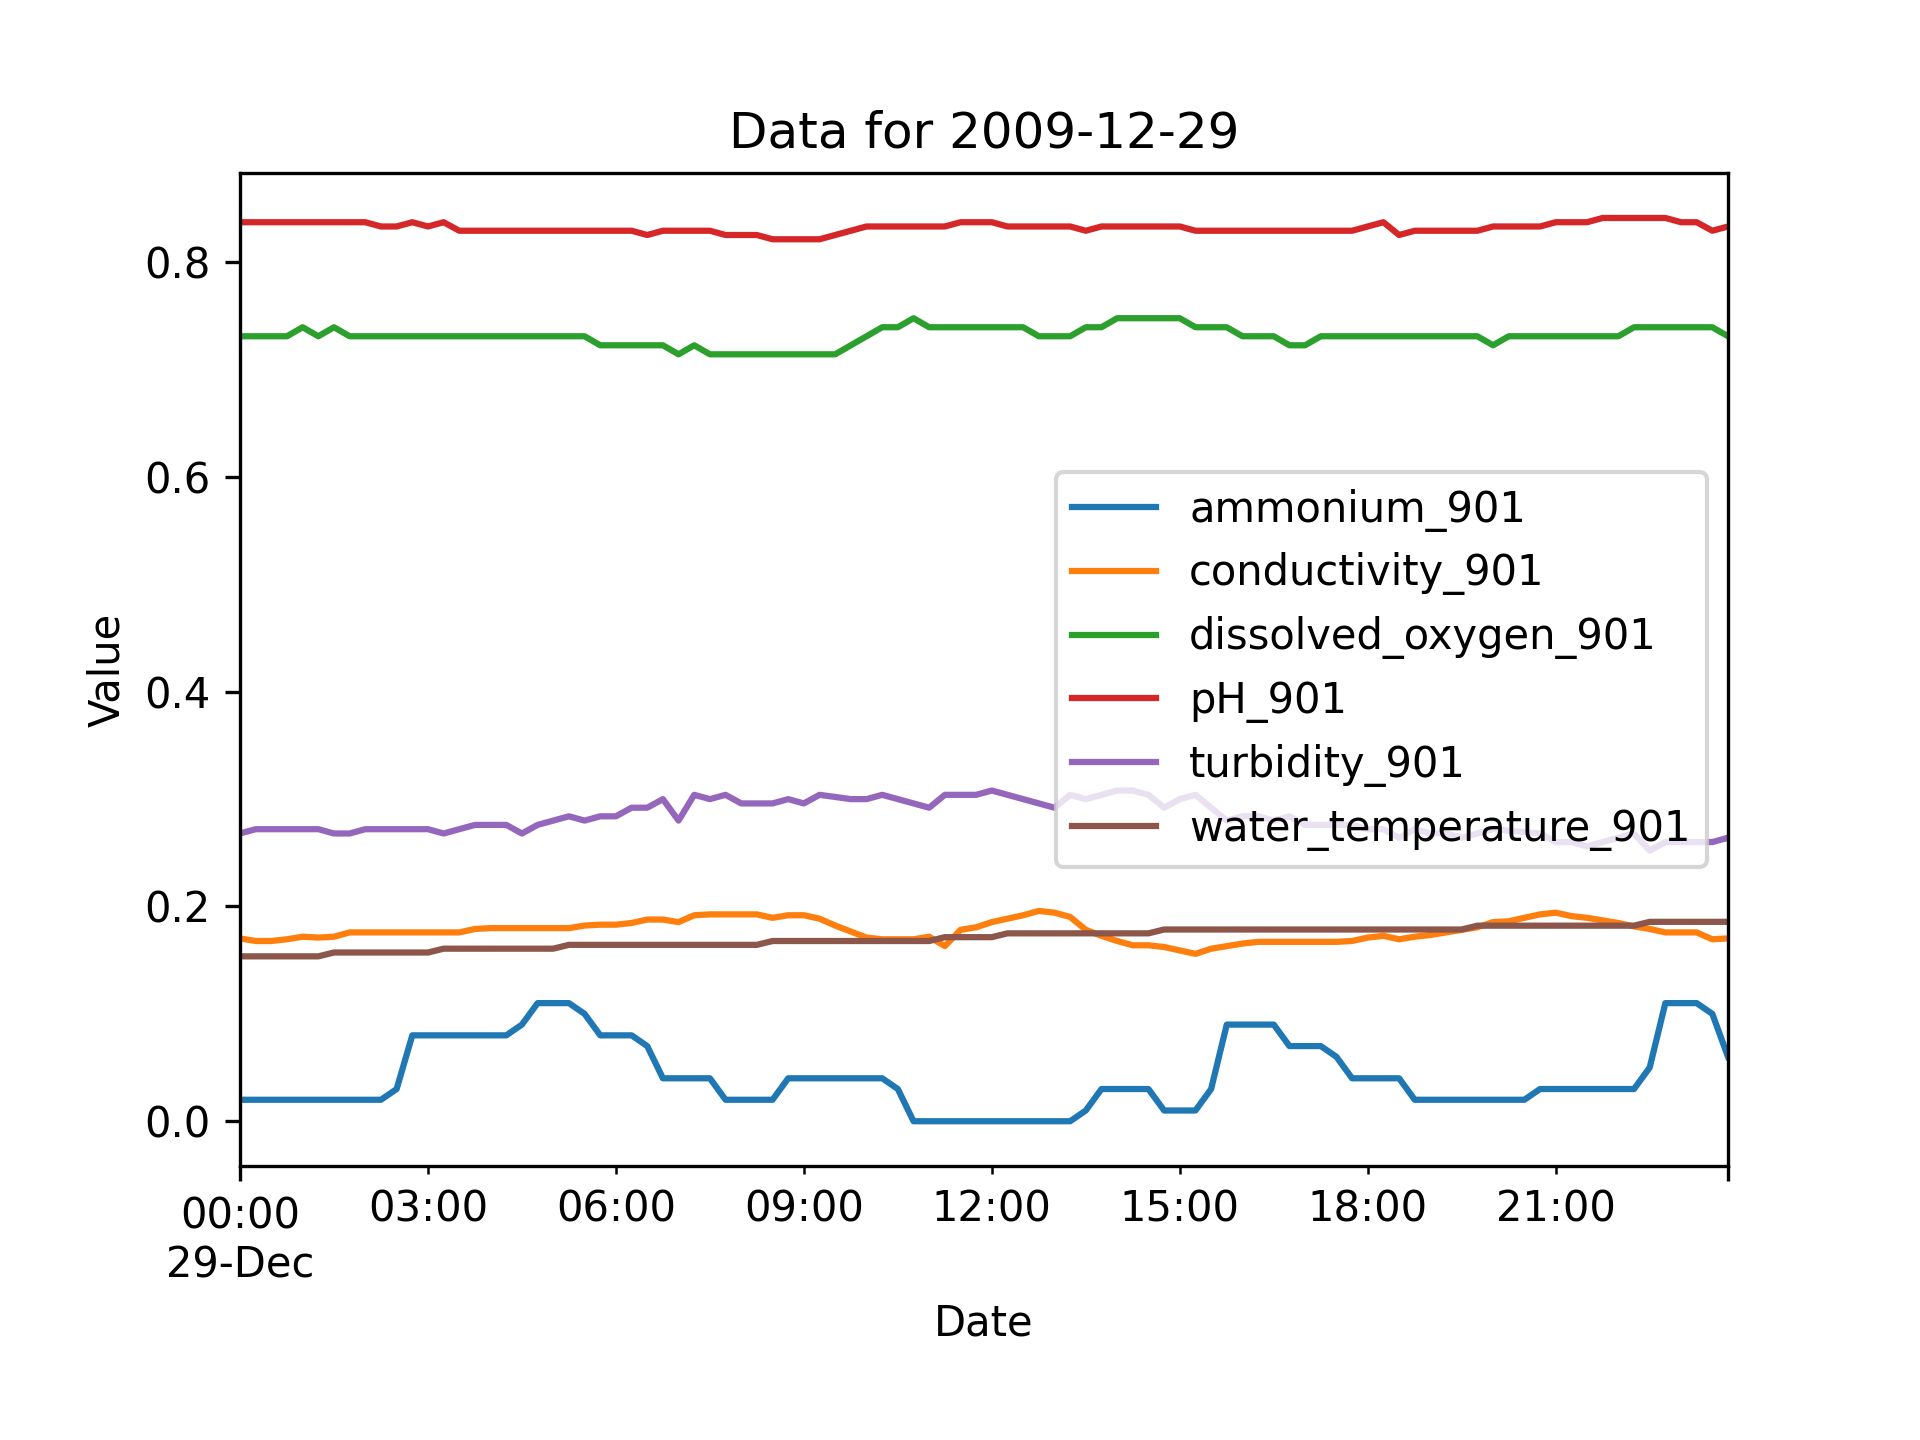 Data for 2009-12-29
Value
0.8
0.6
0.4
0.2
0.0
ammonium_901
conductivity_901
dissolved_oxygen_901
pH_901
turbidity_901
water_temperature_901
00:00 03:00 06:00 09:00 12:00 15:00 18:00 21:00
29-Dec
Date